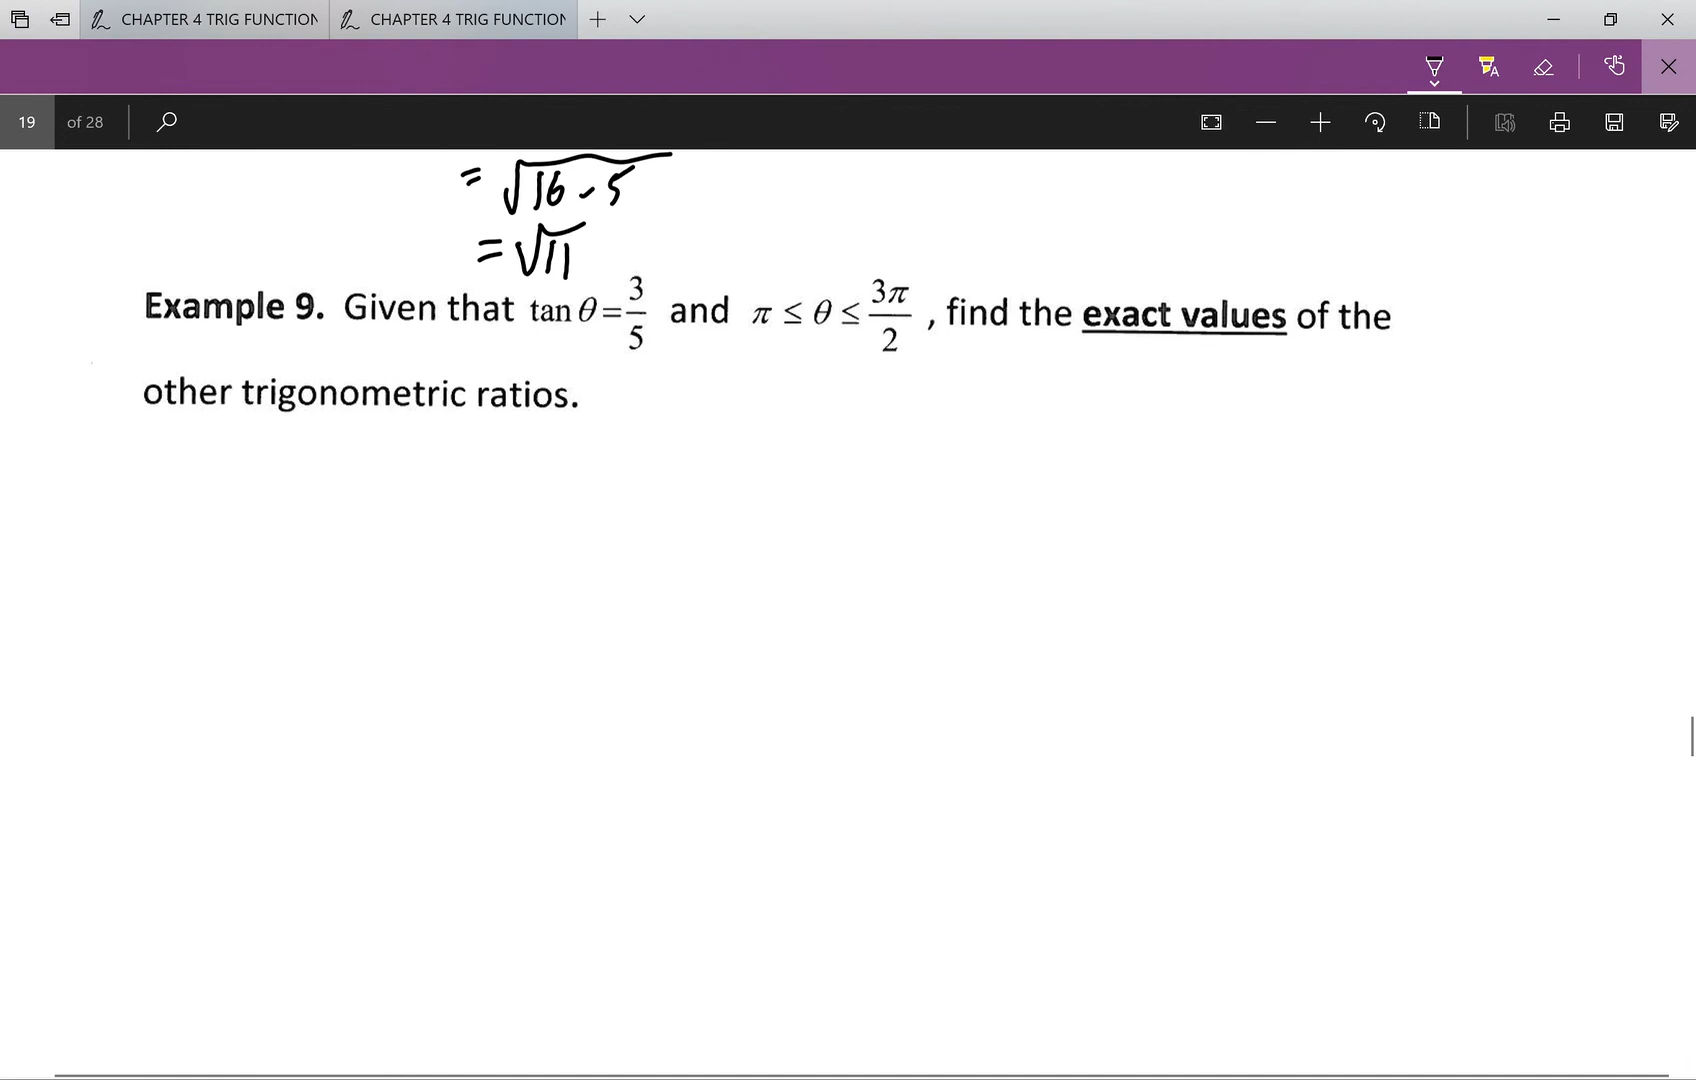 CHAPTER 4 TRIG FUNCTION CHAPTER 4 TRIG FUNCTION
19 of 28
= √16 - 5
= √11
Example 9. Given that tan θ = 3/5 and π ≤ θ ≤ 3π/2 , find the exact values of the
other trigonometric ratios.